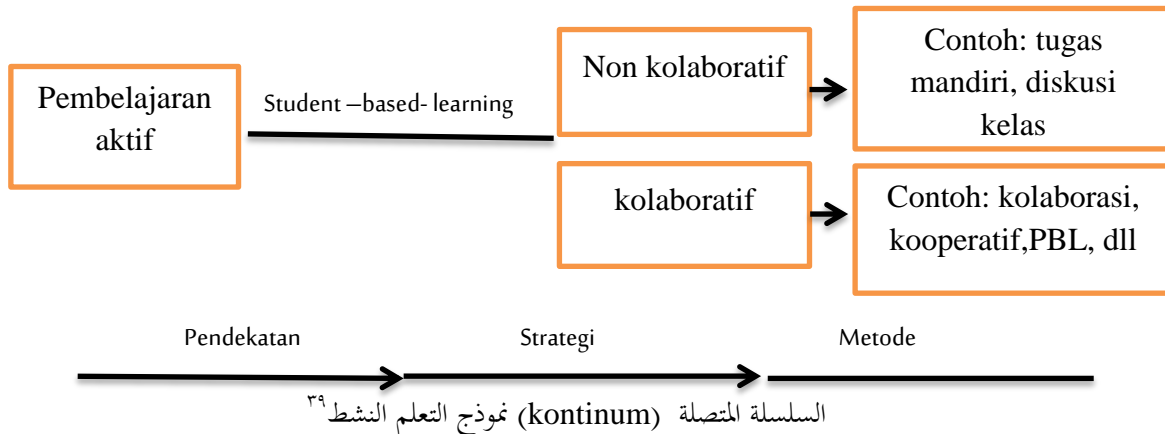 Pembelajaran
aktif
Student –based- learning
Non kolaboratif
Contoh: tugas
mandiri, diskusi
kelas
kolaboratif
Contoh: kolaborasi,
kooperatif,PBL, dll
Pendekatan
Strategi
Metode
السلسلة المتصلة (kontinum) نموذج التعلم النشط٣٩